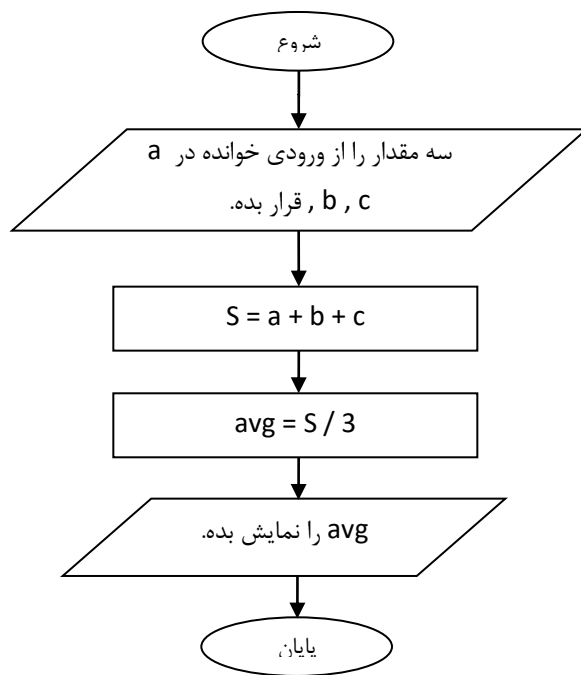 شروع
سه مقدار را از ورودی خوانده در a
, b , c قرار بده.
S = a + b + c
avg = S / 3
avg را نمایش بده.
پایان